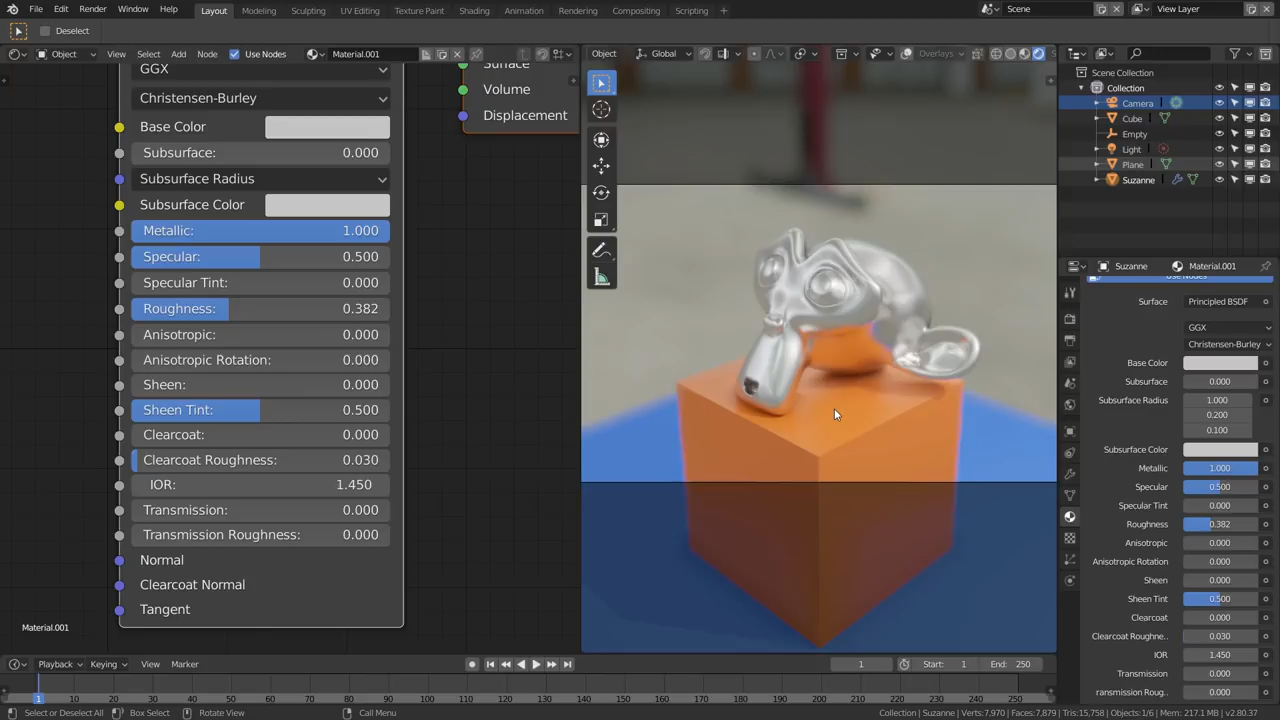 File Edit Render Window Help Layout Modeling Sculpting UV Editing Texture Paint Shading Animation Rendering Compositing Scripting + Scene View Layer
Deselect
Object View Select Add Node Use Nodes Material.001 Object Global Overlays
GGX
Christensen-Burley
Base Color
Subsurface: 0.000
Subsurface Radius
Subsurface Color
Metallic: 1.000
Specular: 0.500
Specular Tint: 0.000
Roughness: 0.382
Anisotropic: 0.000
Anisotropic Rotation: 0.000
Sheen: 0.000
Sheen Tint: 0.500
Clearcoat: 0.000
Clearcoat Roughness: 0.030
IOR: 1.450
Transmission: 0.000
Transmission Roughness: 0.000
Normal
Clearcoat Normal
Tangent
Material.001
Surface
Volume
Displacement
Scene Collection
Collection
Camera
Cube
Empty
Light
Plane
Suzanne
Suzanne Material.001
Use Nodes
Surface Principled BSDF
GGX
Christensen-Burley
Base Color
Subsurface 0.000
Subsurface Radius 1.000
0.200
0.100
Subsurface Color
Metallic 1.000
Specular 0.500
Specular Tint 0.000
Roughness 0.382
Anisotropic 0.000
Anisotropic Rotation 0.000
Sheen 0.000
Sheen Tint 0.500
Clearcoat 0.000
Clearcoat Roughne.. 0.030
IOR 1.450
Transmission 0.000
ransmission Roug.. 0.000
Playback Keying View Marker 1 Start: 1 End: 250
1 10 20 30 40 50 60 70 80 90 100 110 120 130 140 150 160 170 180 190 200 210 220 230 240 250
Select or Deselect All Box Select Rotate View Call Menu Collection | Suzanne | Verts:7,970 | Faces:7,879 | Tris:15,758 | Objects:1/6 | Mem: 217.1 MB | v2.80.37